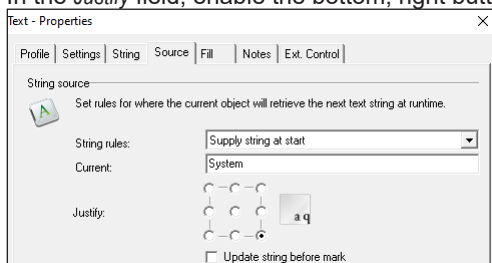 In the Justify field, enable the bottom, right butt
Text - Properties
Profile Settings String Source Fill Notes Ext. Control
String source
A
Set rules for where the current object will retrieve the next text string at runtime.
String rules: Supply string at start
Current: System
Justify:
a q
Update string before mark